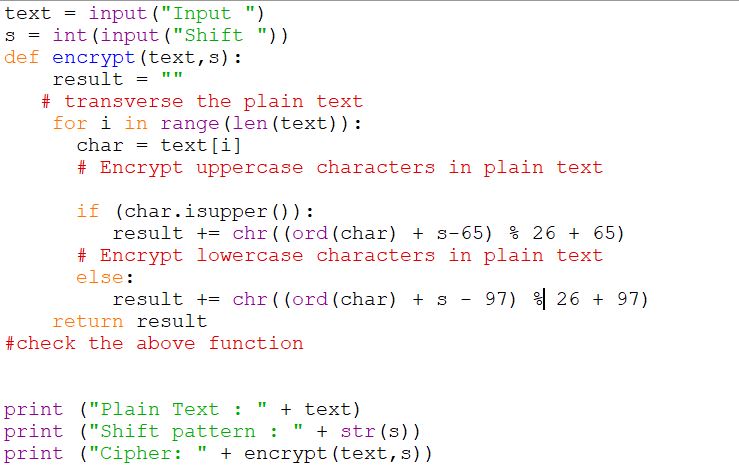 text = input("Input ")
s = int(input("Shift "))
def encrypt(text,s):
    result = ""
   # transverse the plain text
    for i in range(len(text)):
      char = text[i]
      # Encrypt uppercase characters in plain text

      if (char.isupper()):
         result += chr((ord(char) + s-65) % 26 + 65)
      # Encrypt lowercase characters in plain text
      else:
         result += chr((ord(char) + s - 97) % 26 + 97)
    return result
#check the above function


print ("Plain Text : " + text)
print ("Shift pattern : " + str(s))
print ("Cipher: " + encrypt(text,s))